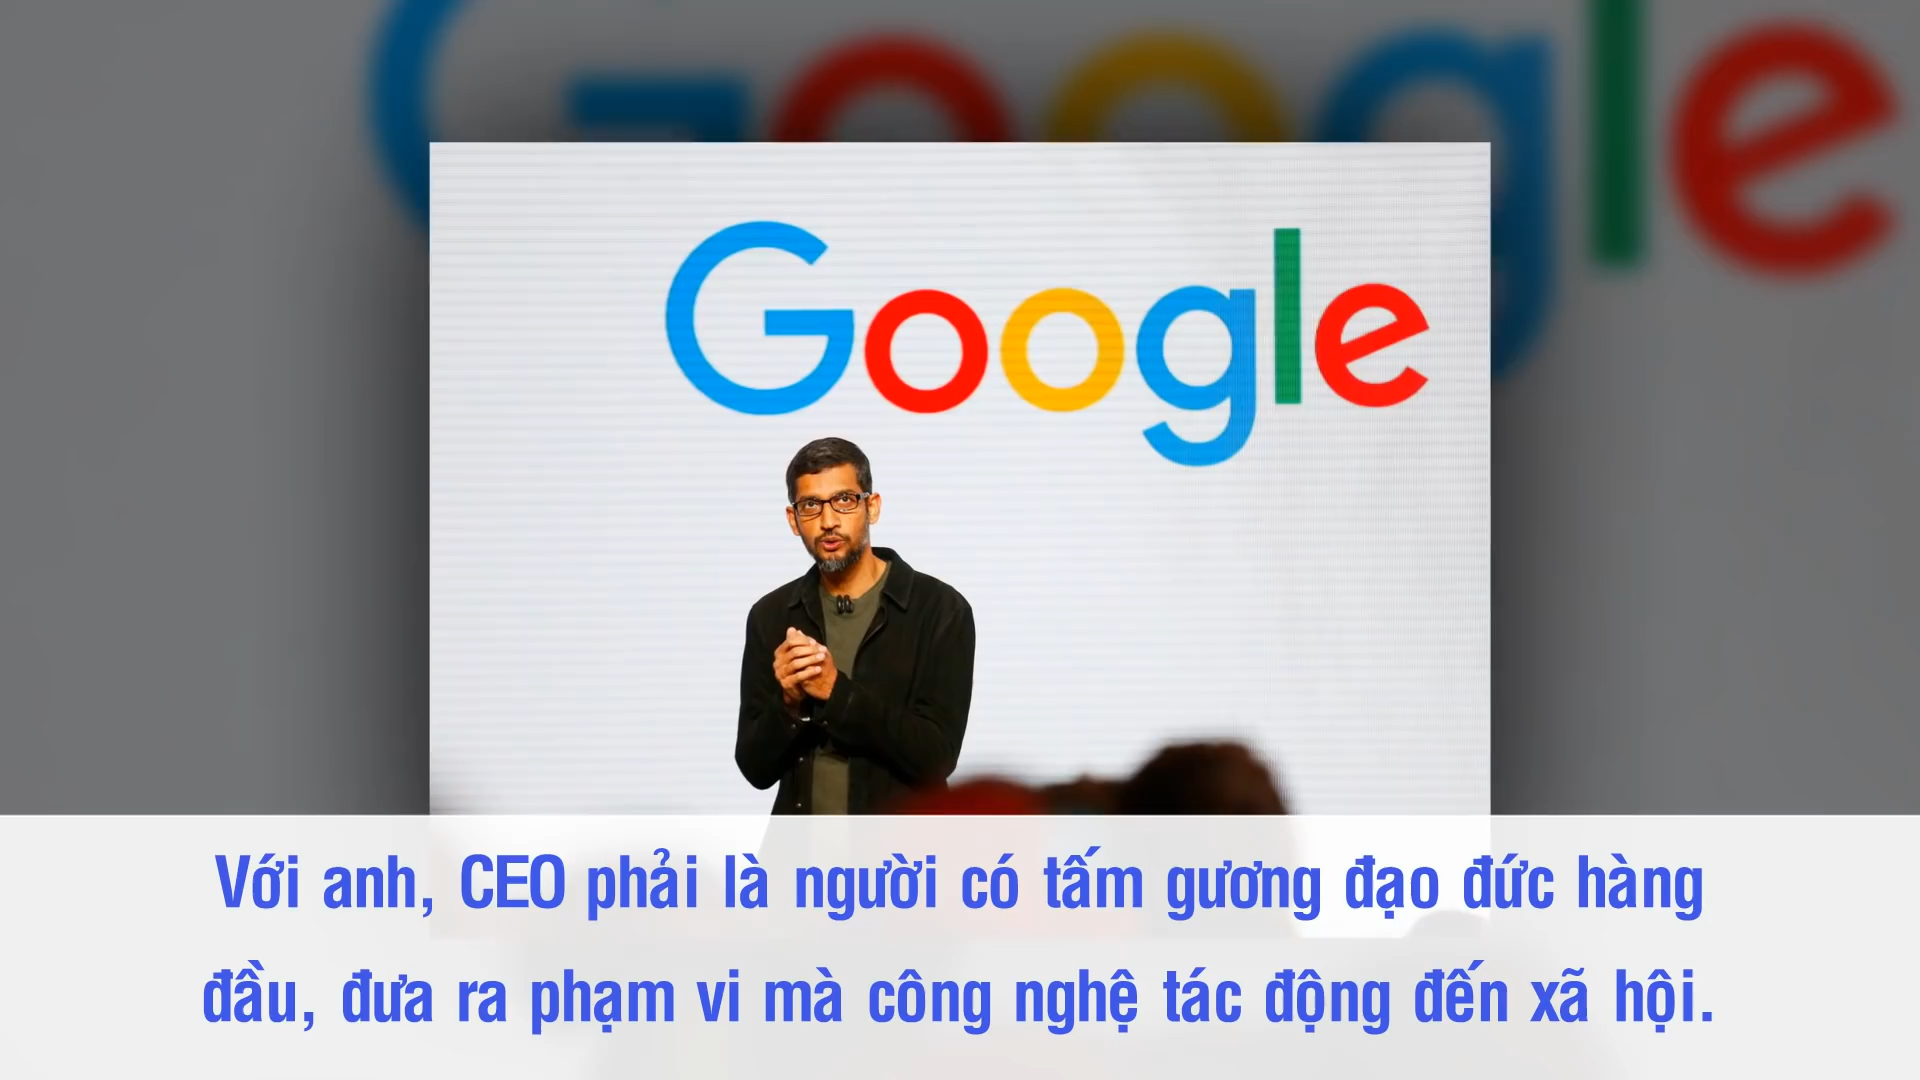 Google
Google
Với anh, CEO phải là người có tấm gương đạo đức hàng
đầu, đưa ra phạm vi mà công nghệ tác động đến xã hội.